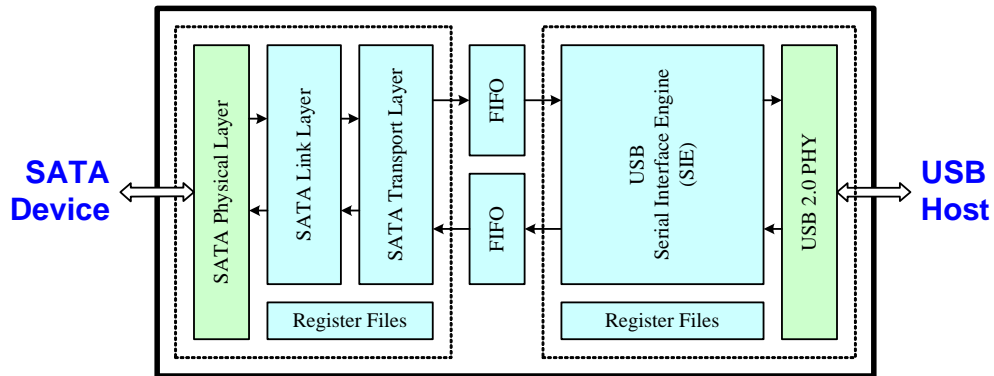 SATA
Device
SATA Physical Layer
SATA Link Layer
SATA Transport Layer
Register Files
FIFO
FIFO
USB
Serial Interface Engine
(SIE)
Register Files
USB 2.0 PHY
USB
Host